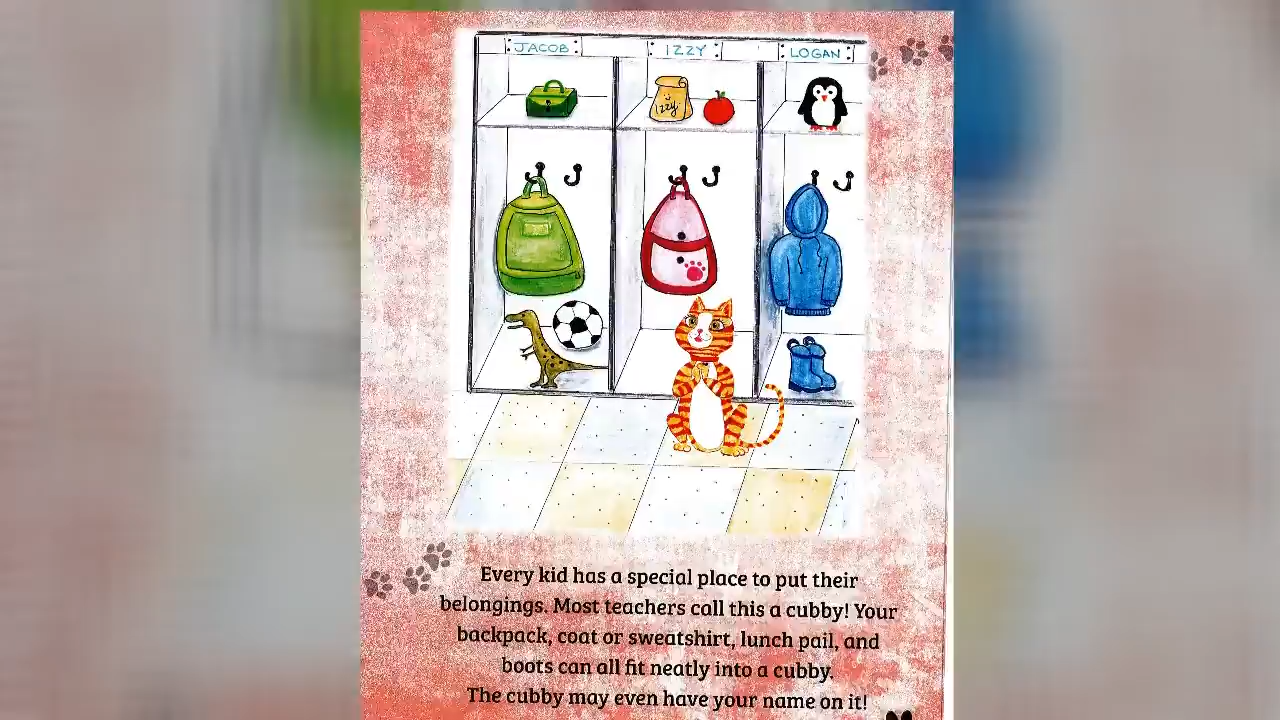 JACOB IZZY LOGAN
Izzy
Every kid has a special place to put their
belongings. Most teachers call this a cubby! Your
backpack, coat or sweatshirt, lunch pail, and
boots can all fit neatly into a cubby.
The cubby may even have your name on it!